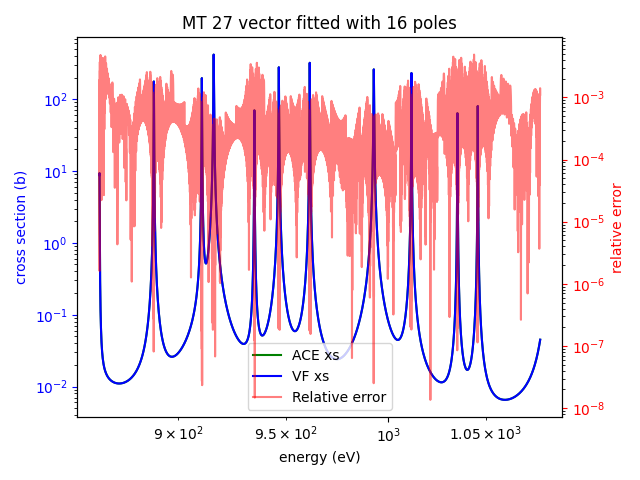 MT 27 vector fitted with 16 poles
cross section (b)
10²
10¹
10⁰
10⁻¹
10⁻²
10⁻³
10⁻⁴
10⁻⁵
10⁻⁶
10⁻⁷
10⁻⁸
relative error
ACE xs
VF xs
Relative error
9 × 10² 9.5 × 10² 10³ 1.05 × 10³
energy (eV)